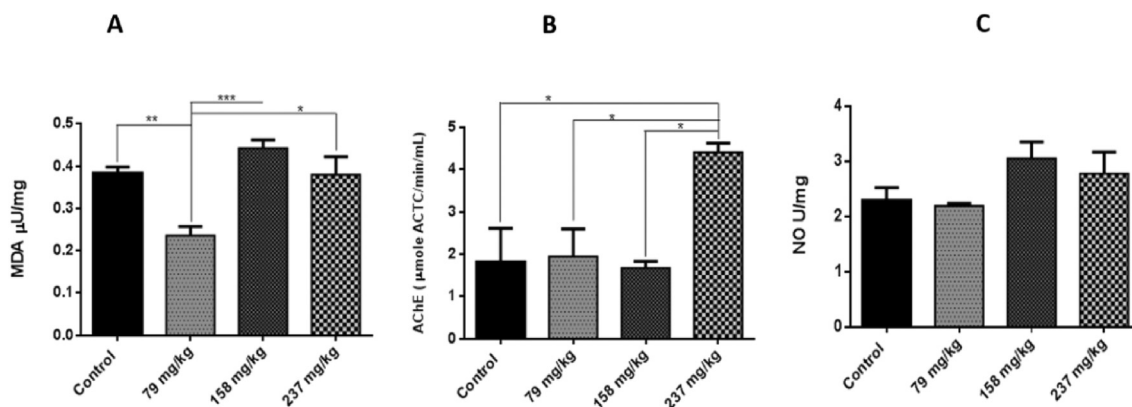 A
B
C
MDA µU/mg
0.5
0.4
0.3
0.2
0.1
0.0
**
***
*
Control
79 mg/kg
158 mg/kg
237 mg/kg
AChE ( µmole ACTC/min/mL)
5
4
3
2
1
0
*
*
*
Control
79 mg/kg
158 mg/kg
237 mg/kg
NO U/mg
4
3
2
1
0
Control
79 mg/kg
158 mg/kg
237 mg/kg